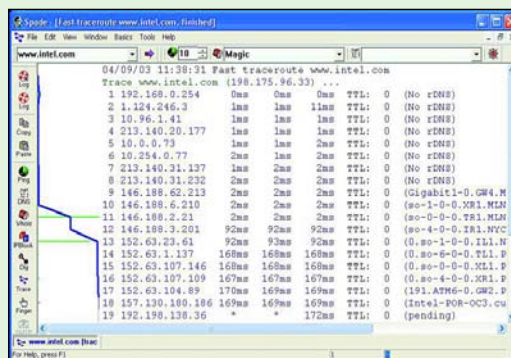 Spade - [Fast traceroute www.intel.com, finished]
File Edit View Window Basics Tools Help
www.intel.com 10 Magic
04/09/03 11:38:31 Fast traceroute www.intel.com
Trace www.intel.com (198.175.96.33) ...
1 192.168.0.254 0ms 0ms 0ms TTL: 0 (No rDNS)
2 1.124.246.3 1ms 1ms 11ms TTL: 0 (No rDNS)
3 10.96.1.41 1ms 1ms 1ms TTL: 0 (No rDNS)
4 213.140.20.177 1ms 1ms 2ms TTL: 0 (No rDNS)
5 10.0.0.73 1ms 2ms 2ms TTL: 0 (No rDNS)
6 10.254.0.77 1ms 2ms 2ms TTL: 0 (No rDNS)
7 213.140.31.137 1ms 2ms 2ms TTL: 0 (No rDNS)
8 213.140.31.232 2ms 2ms 2ms TTL: 0 (No rDNS)
9 146.188.62.213 2ms 2ms 2ms TTL: 0 (Gigabit1-0.GW4.M
10 146.188.6.210 2ms 2ms 2ms TTL: 0 (so-1-0-0.XR1.MLN
11 146.188.2.21 2ms 2ms 2ms TTL: 0 (so-0-0-0.TR1.MLN
12 146.188.3.201 92ms 92ms 92ms TTL: 0 (so-4-0-0.IR1.NYC
13 152.63.23.61 92ms 93ms 92ms TTL: 0 (0.so-1-0-0.IL1.N
14 152.63.1.137 168ms 168ms 168ms TTL: 0 (0.so-6-0-0.TL1.P
15 152.63.107.146 168ms 168ms 168ms TTL: 0 (0.so-0-0-0.XL1.P
16 152.63.107.109 167ms 167ms 169ms TTL: 0 (0.so-4-0-0.XR1.P
17 152.63.104.89 170ms 169ms 169ms TTL: 0 (191.ATM6-0.GW2.P
18 157.130.180.186 169ms 169ms 169ms TTL: 0 (Intel-POR-OC3.cu
19 192.198.138.36 * * 172ms TTL: 0 (pending)
Log
Log
Copy
Paste
Ping
DNS
Whois
IPBlock
Dig
Trace
Finger
www.intel.com [trac
For Help, press F1